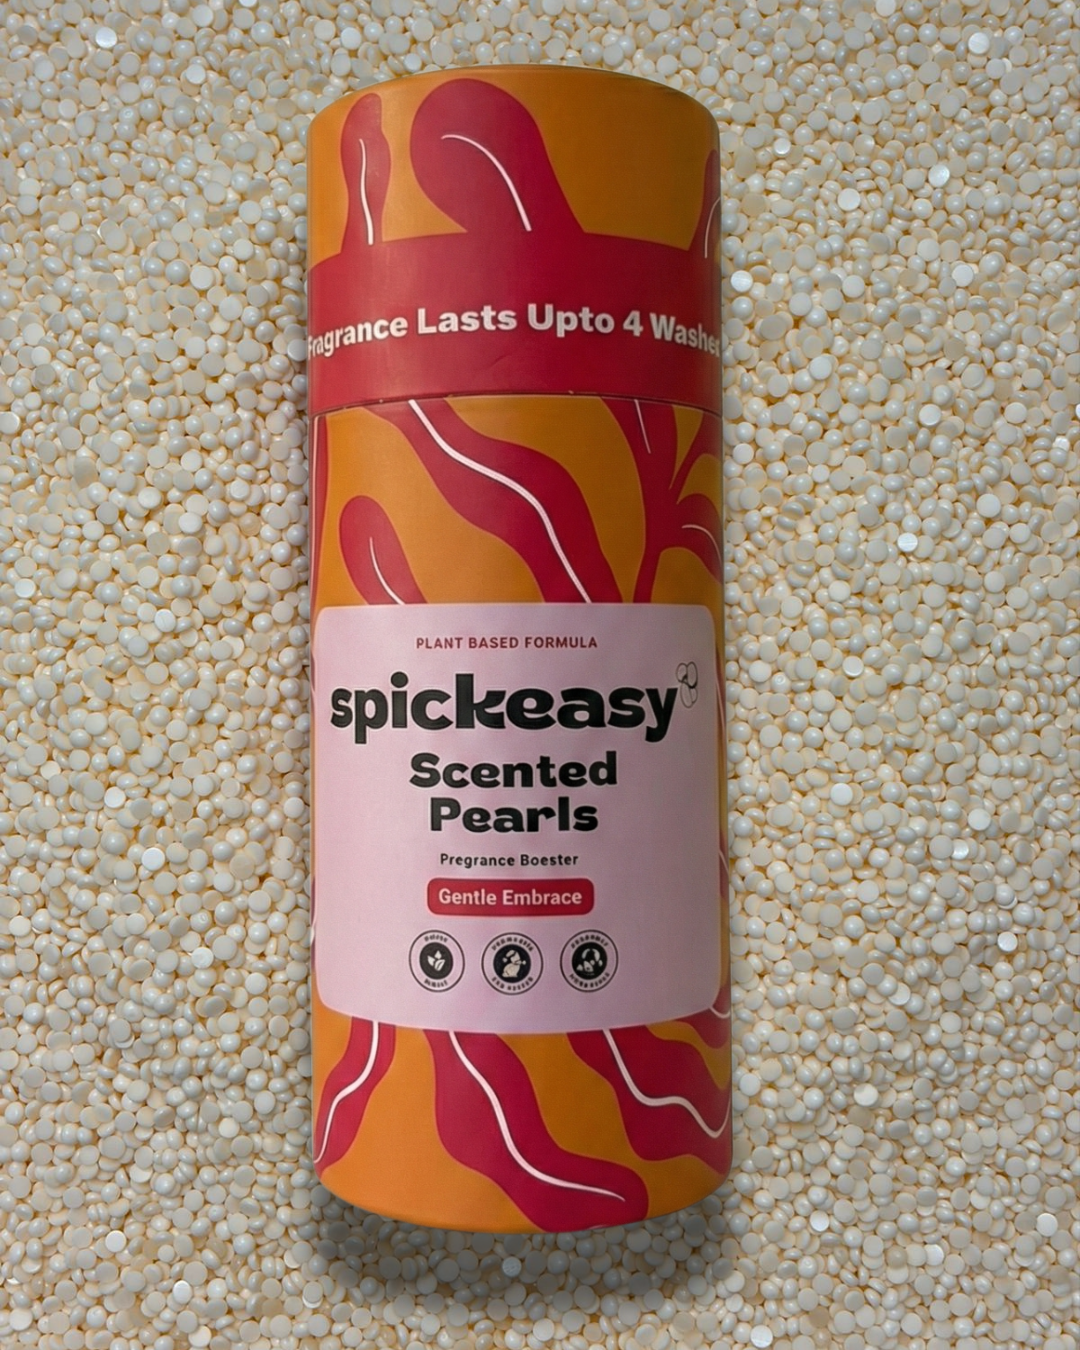 Fragrance Lasts Upto 4 Washes
PLANT BASED FORMULA
spickeasy
Scented
Pearls
Pregrance Boester
Gentle Embrace